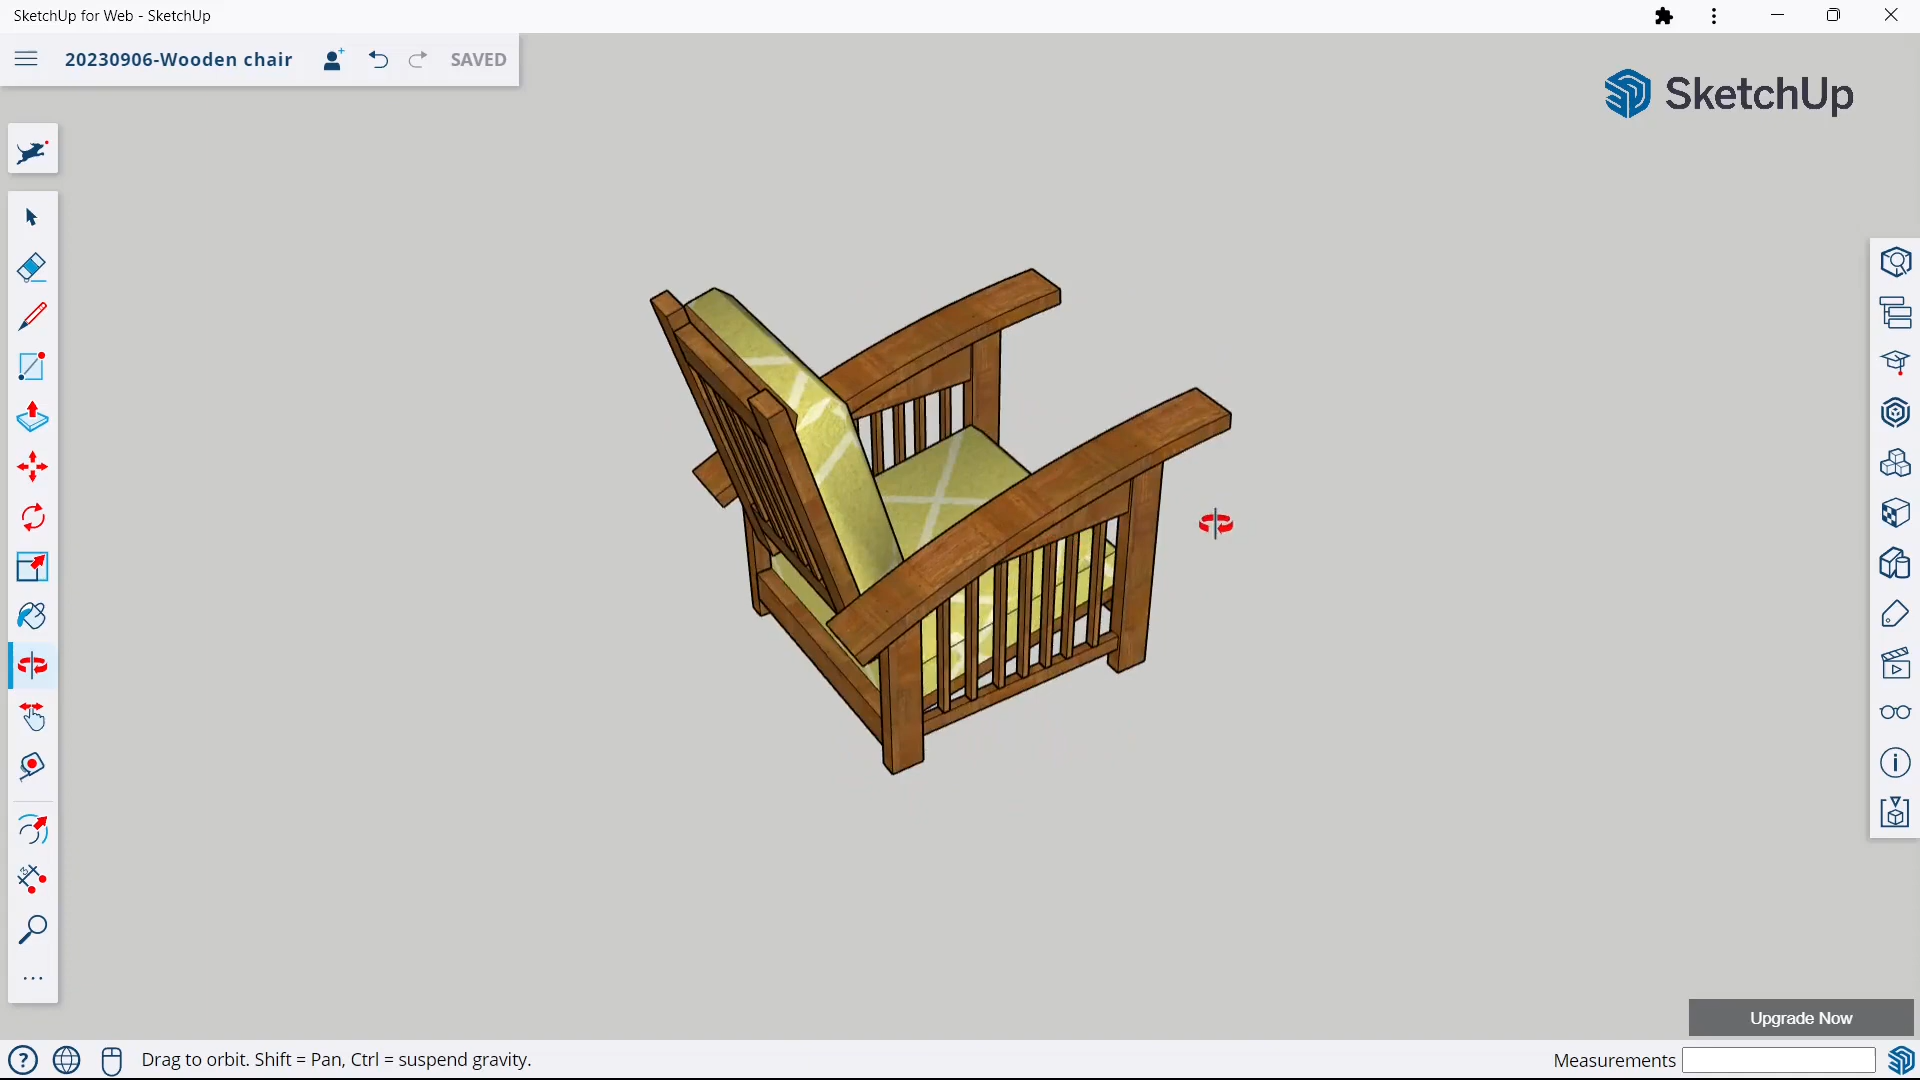 SketchUp for Web - SketchUp
20230906-Wooden chair
SAVED
SketchUp
Upgrade Now
Drag to orbit. Shift = Pan, Ctrl = suspend gravity.
Measurements